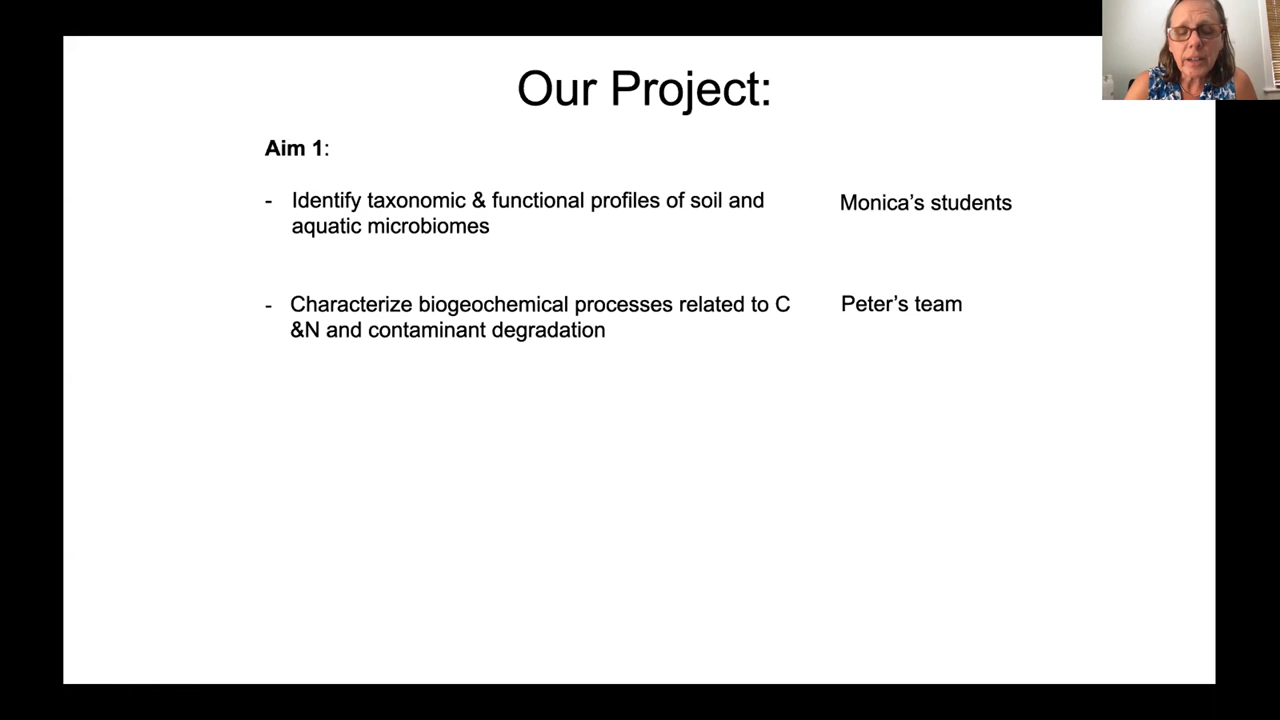 Our Project:
Aim 1:
- Identify taxonomic & functional profiles of soil and
aquatic microbiomes
Monica’s students
- Characterize biogeochemical processes related to C
&N and contaminant degradation
Peter’s team